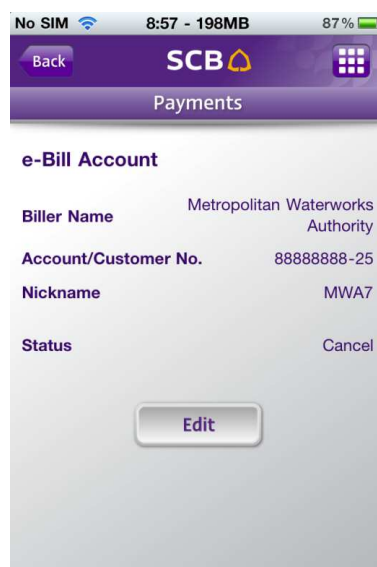 No SIM 8:57 - 198MB 87%
Back SCB
Payments
e-Bill Account
Biller Name Metropolitan Waterworks
Authority
Account/Customer No. 88888888-25
Nickname MWA7
Status Cancel
Edit